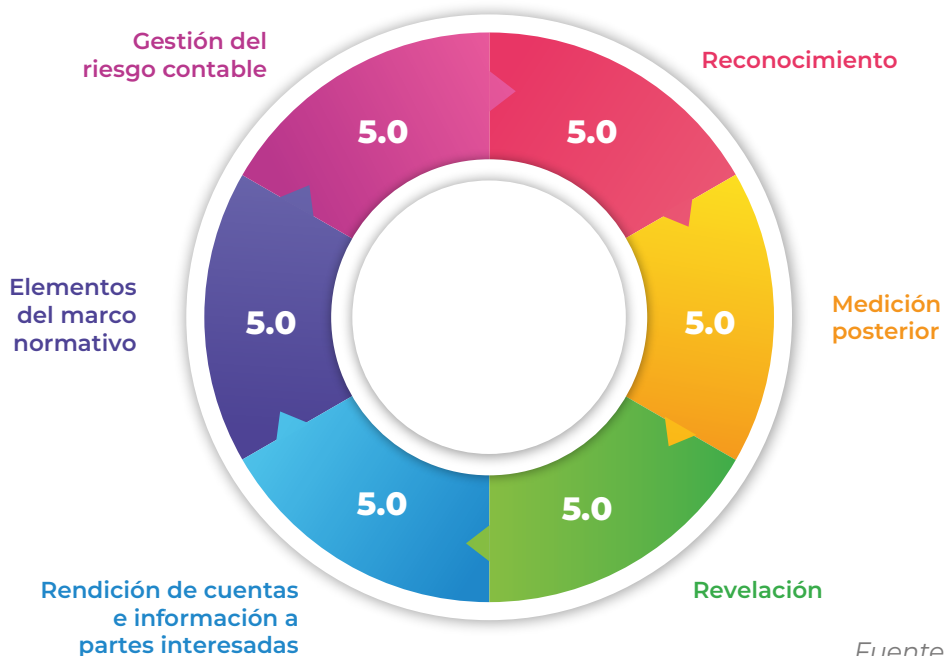 Gestión del
riesgo contable
Reconocimiento
5.0
5.0
Elementos
del marco
normativo
5.0
5.0
Medición
posterior
5.0
5.0
Rendición de cuentas
e información a
partes interesadas
Revelación
Fuente